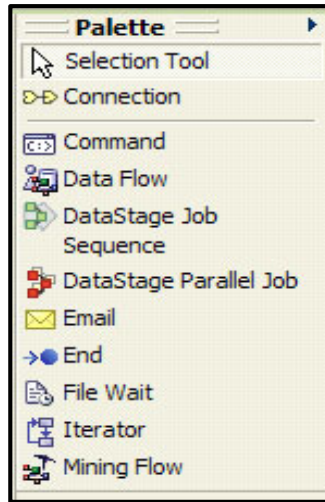 Palette
Selection Tool
Connection
Command
Data Flow
DataStage Job
Sequence
DataStage Parallel Job
Email
End
File Wait
Iterator
Mining Flow